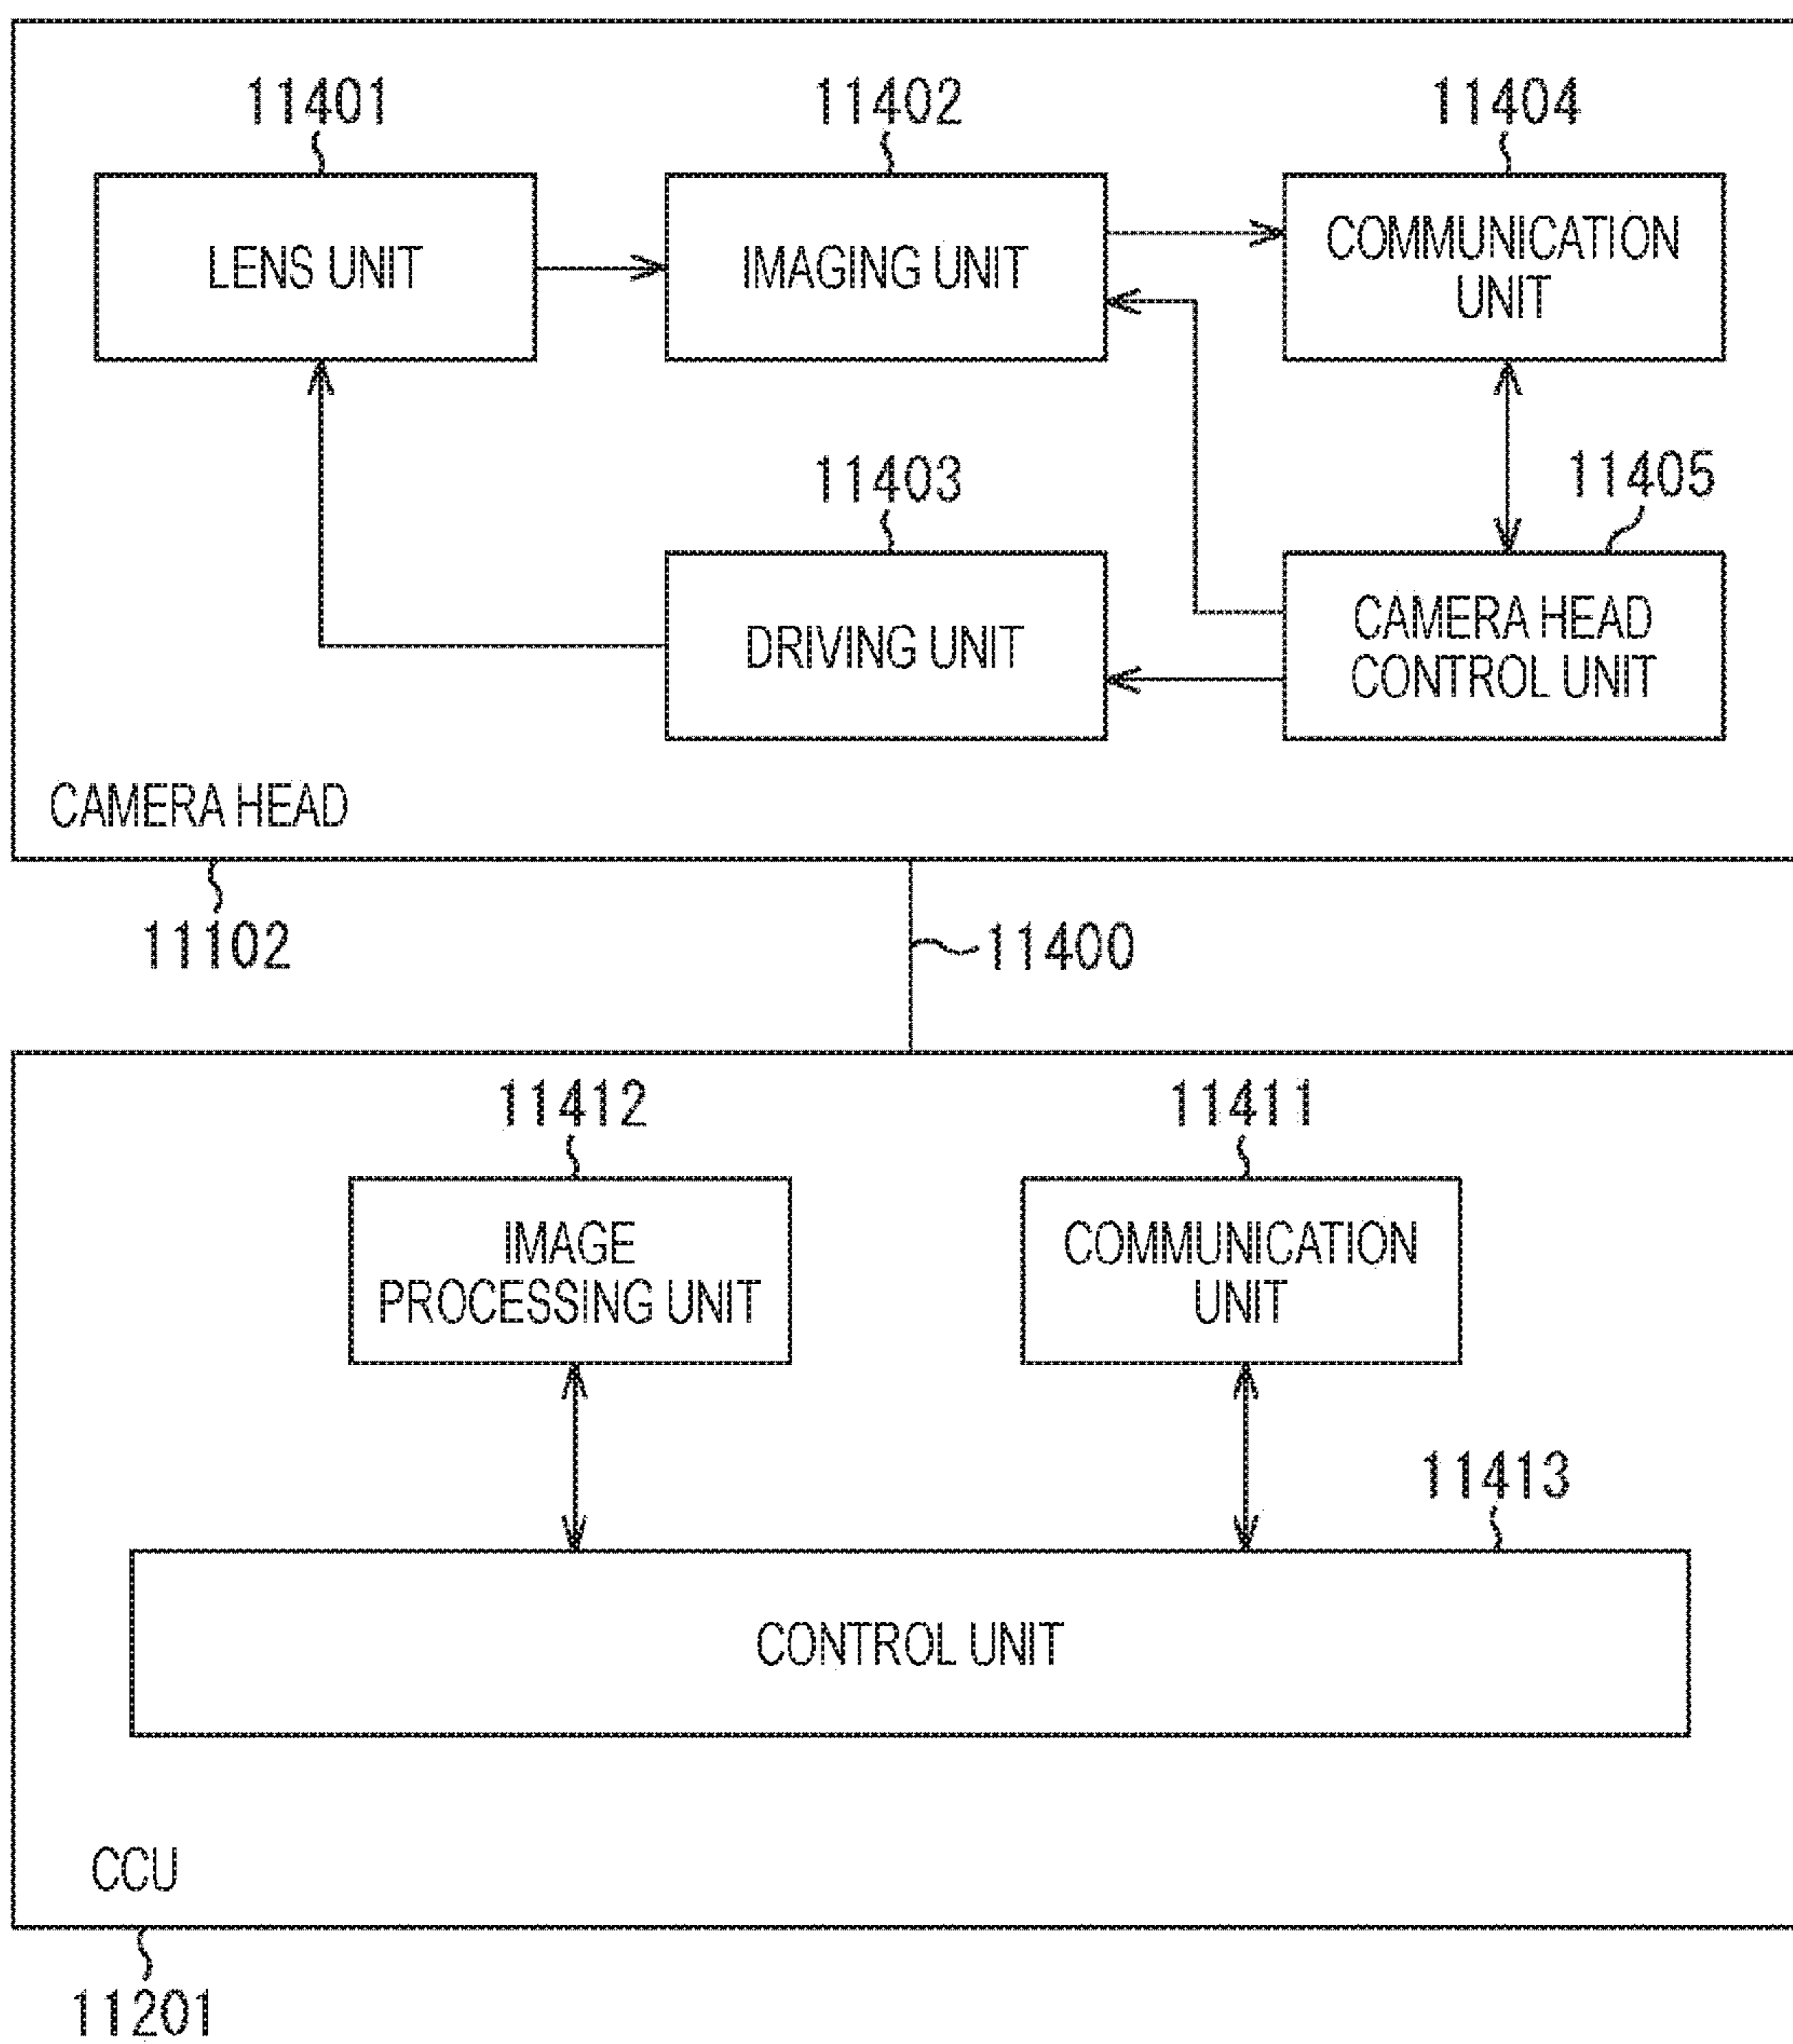 11401
11402
11404
LENS UNIT
IMAGING UNIT
COMMUNICATION
UNIT
11403
11405
DRIVING UNIT
CAMERA HEAD
CONTROL UNIT
CAMERA HEAD
11102
11400
11412
11411
IMAGE
PROCESSING UNIT
COMMUNICATION
UNIT
11413
CONTROL UNIT
CCU
11201